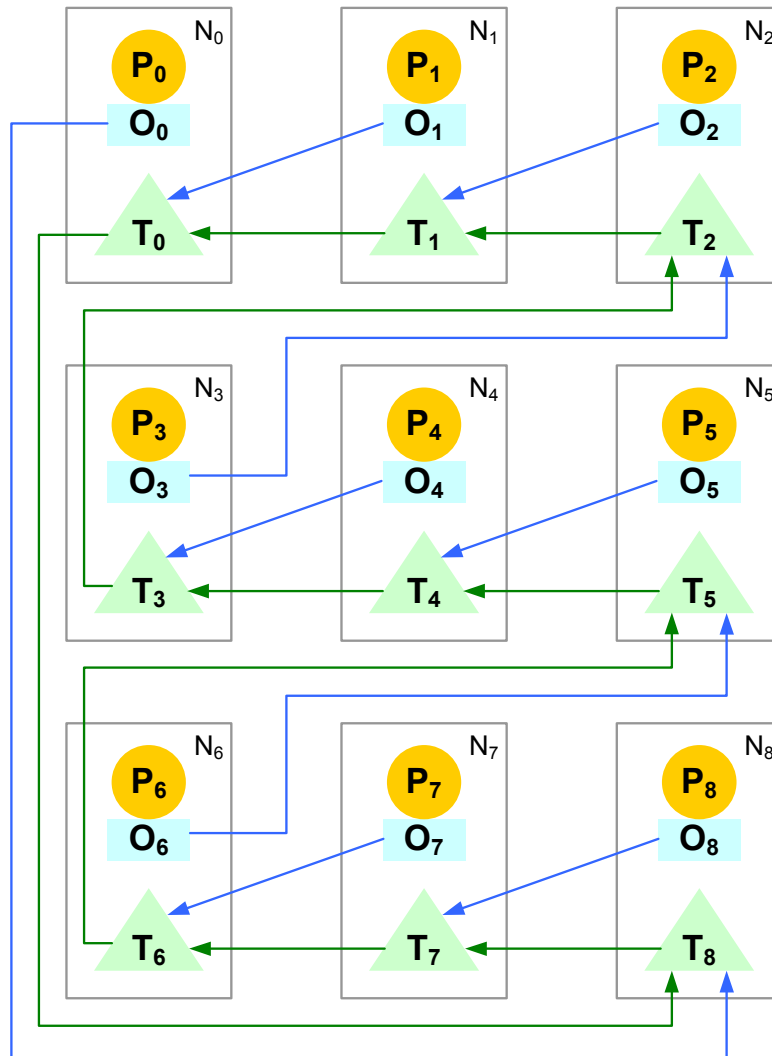 N₀
P₀
O₀
T₀
N₁
P₁
O₁
T₁
N₂
P₂
O₂
T₂
N₃
P₃
O₃
T₃
N₄
P₄
O₄
T₄
N₅
P₅
O₅
T₅
N₆
P₆
O₆
T₆
N₇
P₇
O₇
T₇
N₈
P₈
O₈
T₈